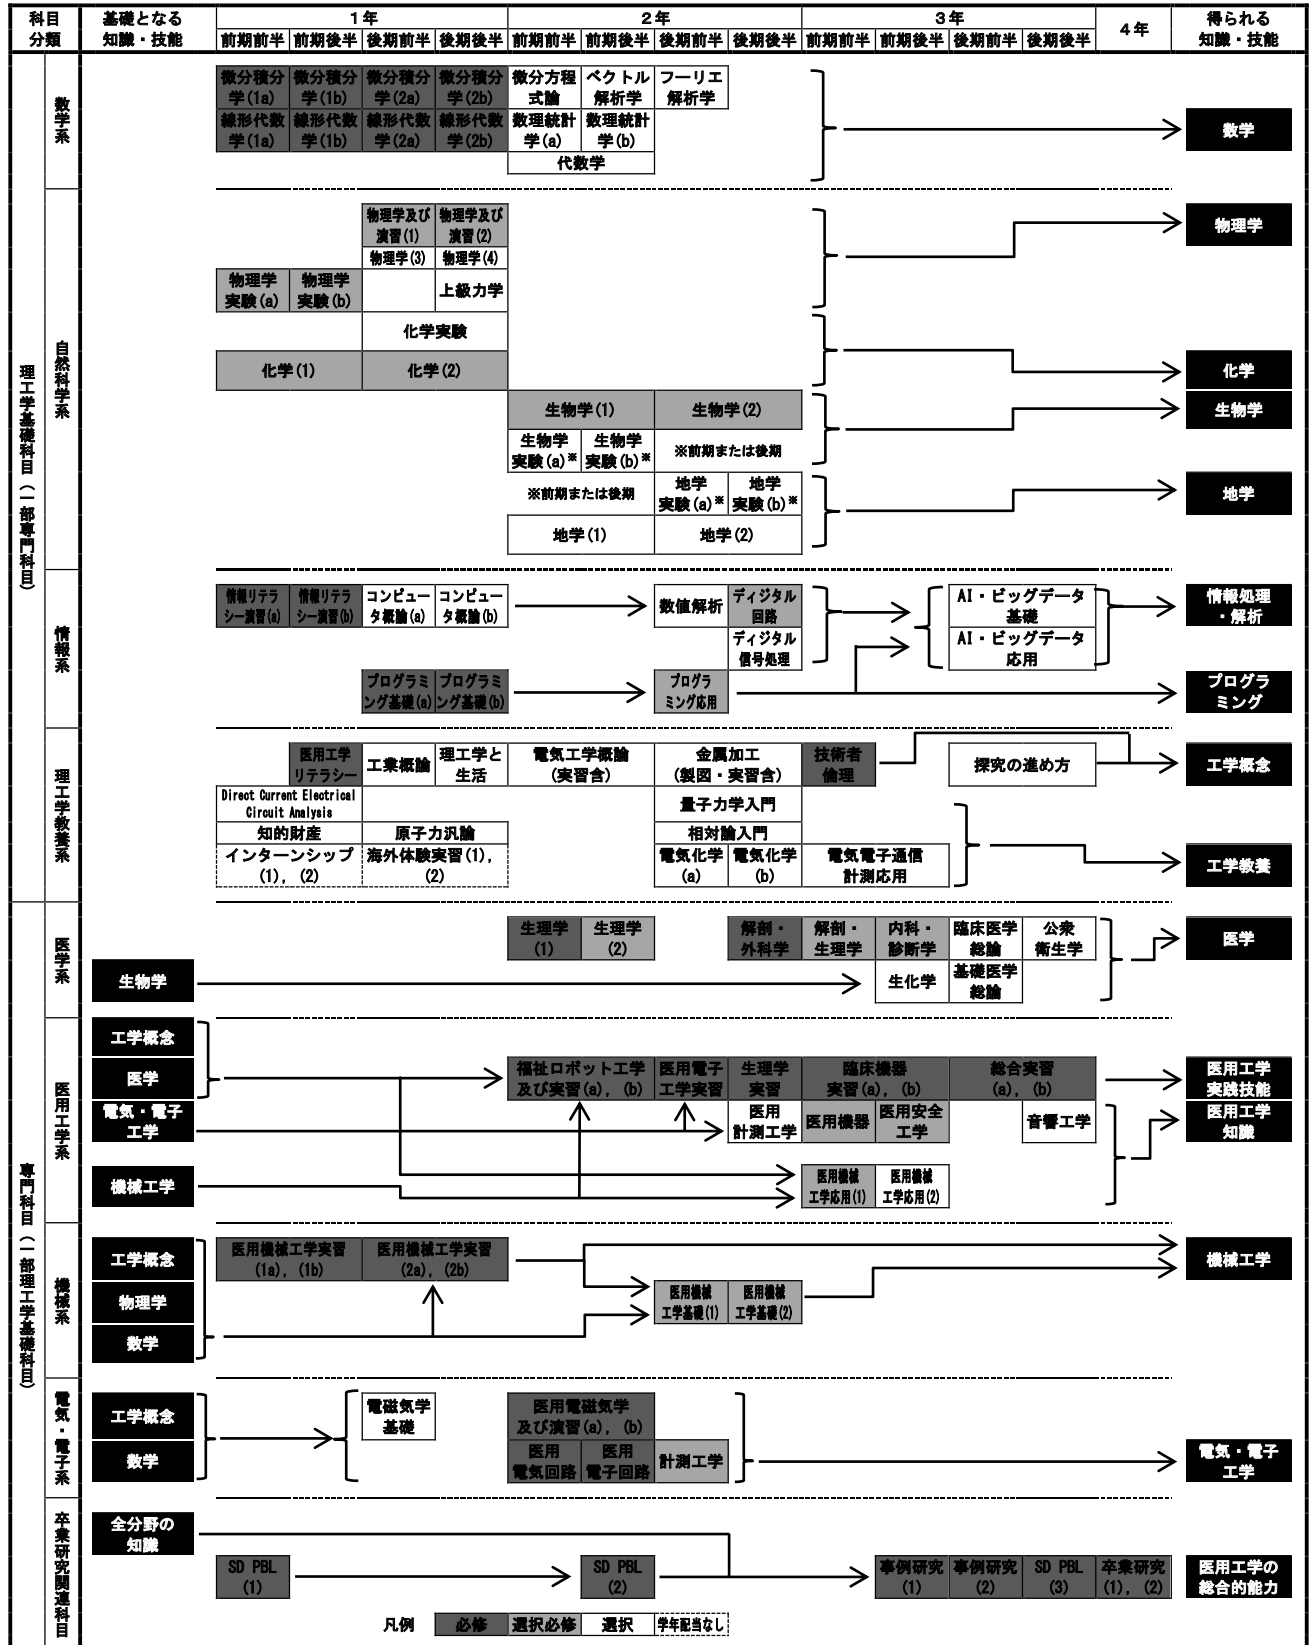 科目
分類
基礎となる
知識・技能
1年
2年
3年
4年
得られる
知識・技能
前期前半 前期後半 後期前半 後期後半 前期前半 前期後半 後期前半 後期後半 前期前半 前期後半 後期前半 後期後半
理工学基礎科目(一部専門科目)
数学系
微分積分
学(1a)
微分積分
学(1b)
微分積分
学(2a)
微分積分
学(2b)
微分方程
式論
ベクトル
解析学
フーリエ
解析学
線形代数
学(1a)
線形代数
学(1b)
線形代数
学(2a)
線形代数
学(2b)
数理統計
学(a)
数理統計
学(b)
代数学
数学
自然科学系
物理学及び
演習(1)
物理学及び
演習(2)
物理学(3)
物理学(4)
物理学
実験(a)
物理学
実験(b)
上級力学
物理学
化学実験
化学(1)
化学(2)
化学
生物学(1)
生物学(2)
生物学
実験(a)※
生物学
実験(b)※
※前期または後期
生物学
※前期または後期
地学
実験(a)※
地学
実験(b)※
地学(1)
地学(2)
地学
情報系
情報リテラ
シー演習(a)
情報リテラ
シー演習(b)
コンピュー
タ概論(a)
コンピュー
タ概論(b)
数値解析
ディジタル
回路
ディジタル
信号処理
AI・ビッグデータ
基礎
AI・ビッグデータ
応用
情報処理
・解析
プログラミ
ング基礎(a)
プログラミ
ング基礎(b)
プログラ
ミング応用
プログラ
ミング
理工学教養系
医用工学
リテラシー
工業概論
理工学と
生活
電気工学概論
(実習含)
金属加工
(製図・実習含)
技術者
倫理
探究の進め方
工学概念
Direct Current Electrical
Circuit Analysis
量子力学入門
知的財産
原子力汎論
相対論入門
インターンシップ
(1), (2)
海外体験実習(1),
(2)
電気化学
(a)
電気化学
(b)
電気電子通信
計測応用
工学教養
専門科目(一部理工学基礎科目)
医学系
生理学
(1)
生理学
(2)
解剖・
外科学
解剖・
生理学
内科・
診断学
臨床医学
総論
公衆
衛生学
医学
生物学
生化学
基礎医学
総論
医用工学系
工学概念
医学
電気・電子
工学
機械工学
福祉ロボット工学
及び実習(a), (b)
医用電子
工学実習
生理学
実習
臨床機器
実習(a), (b)
総合実習
(a), (b)
医用工学
実践技能
医用
計測工学
医用機器
医用安全
工学
音響工学
医用工学
知識
医用機械
工学応用(1)
医用機械
工学応用(2)
機械系
工学概念
物理学
数学
医用機械工学実習
(1a), (1b)
医用機械工学実習
(2a), (2b)
機械工学
医用機械
工学基礎(1)
医用機械
工学基礎(2)
電気・電子系
工学概念
数学
電磁気学
基礎
医用電磁気学
及び演習(a), (b)
医用
電気回路
医用
電子回路
計測工学
電気・電子
工学
卒業研究関連科目
全分野の
知識
SD PBL
(1)
SD PBL
(2)
事例研究
(1)
事例研究
(2)
SD PBL
(3)
卒業研究
(1), (2)
医用工学の
総合的能力
凡例
必修
選択必修
選択
学年配当なし